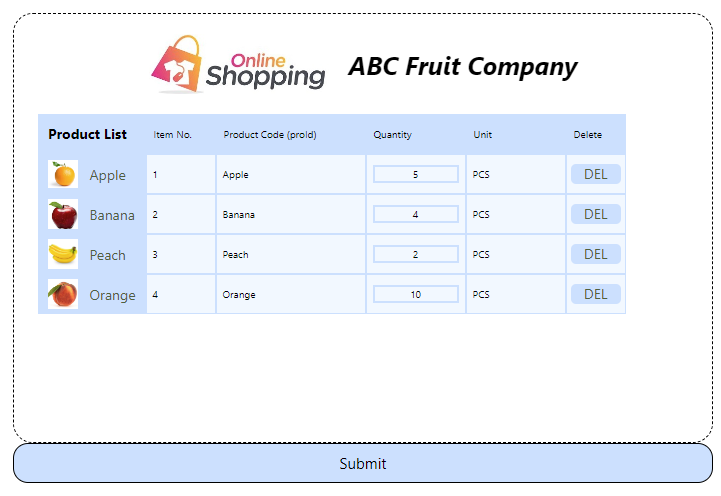 Online
Shopping
ABC Fruit Company
Product List Item No. Product Code (proId) Quantity Unit Delete
Apple 1 Apple 5 PCS DEL
Banana 2 Banana 4 PCS DEL
Peach 3 Peach 2 PCS DEL
Orange 4 Orange 10 PCS DEL
Submit